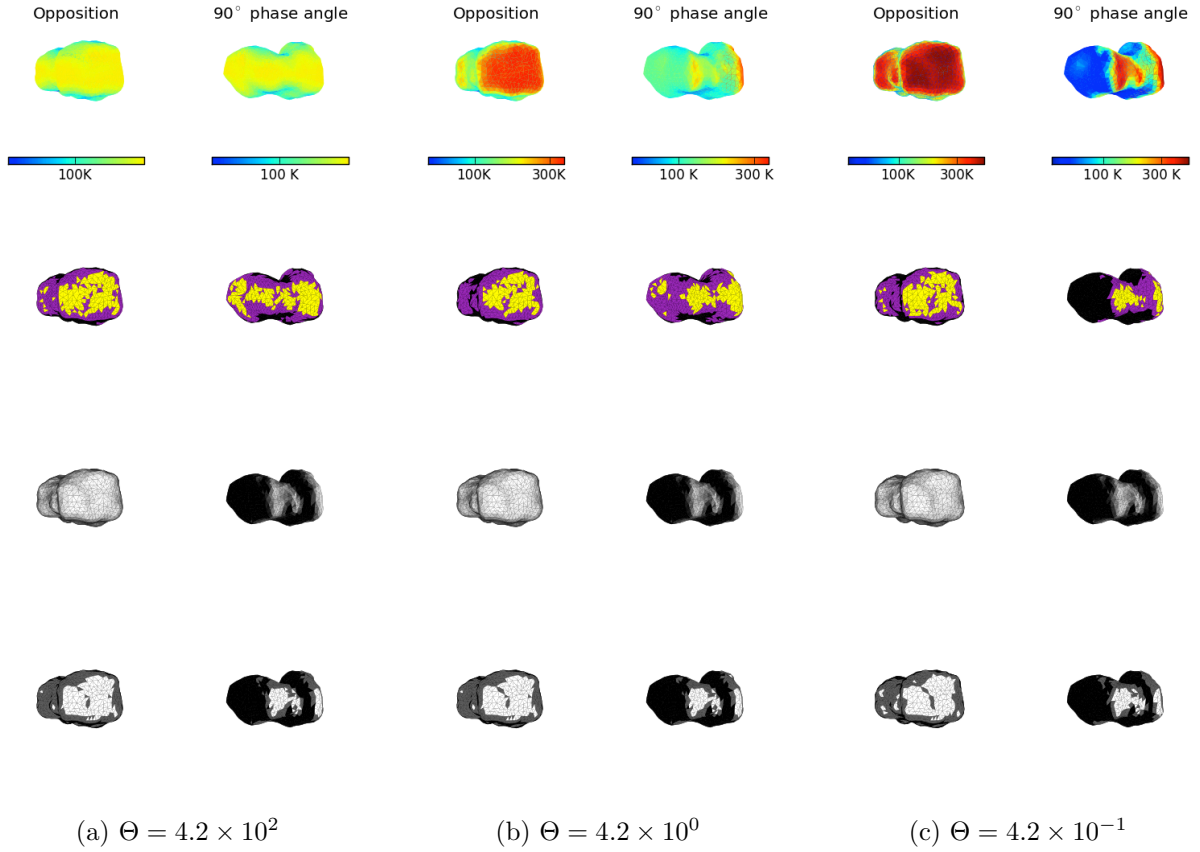 Opposition 90° phase angle Opposition 90° phase angle Opposition 90° phase angle
100K 100 K 100K 300K 100 K 300 K 100K 300K 100 K 300 K
(a) Θ = 4.2 × 10² (b) Θ = 4.2 × 10⁰ (c) Θ = 4.2 × 10⁻¹